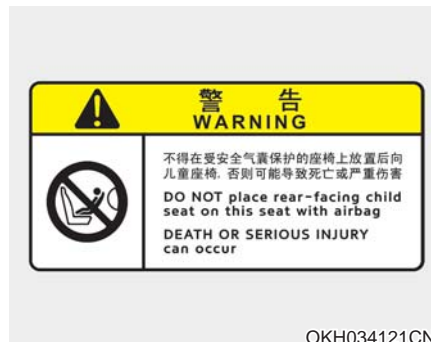 警 告
WARNING
不得在受安全气囊保护的座椅上放置后向
儿童座椅. 否则可能导致死亡或严重伤害
DO NOT place rear-facing child
seat on this seat with airbag
DEATH OR SERIOUS INJURY
can occur
OKH034121CN